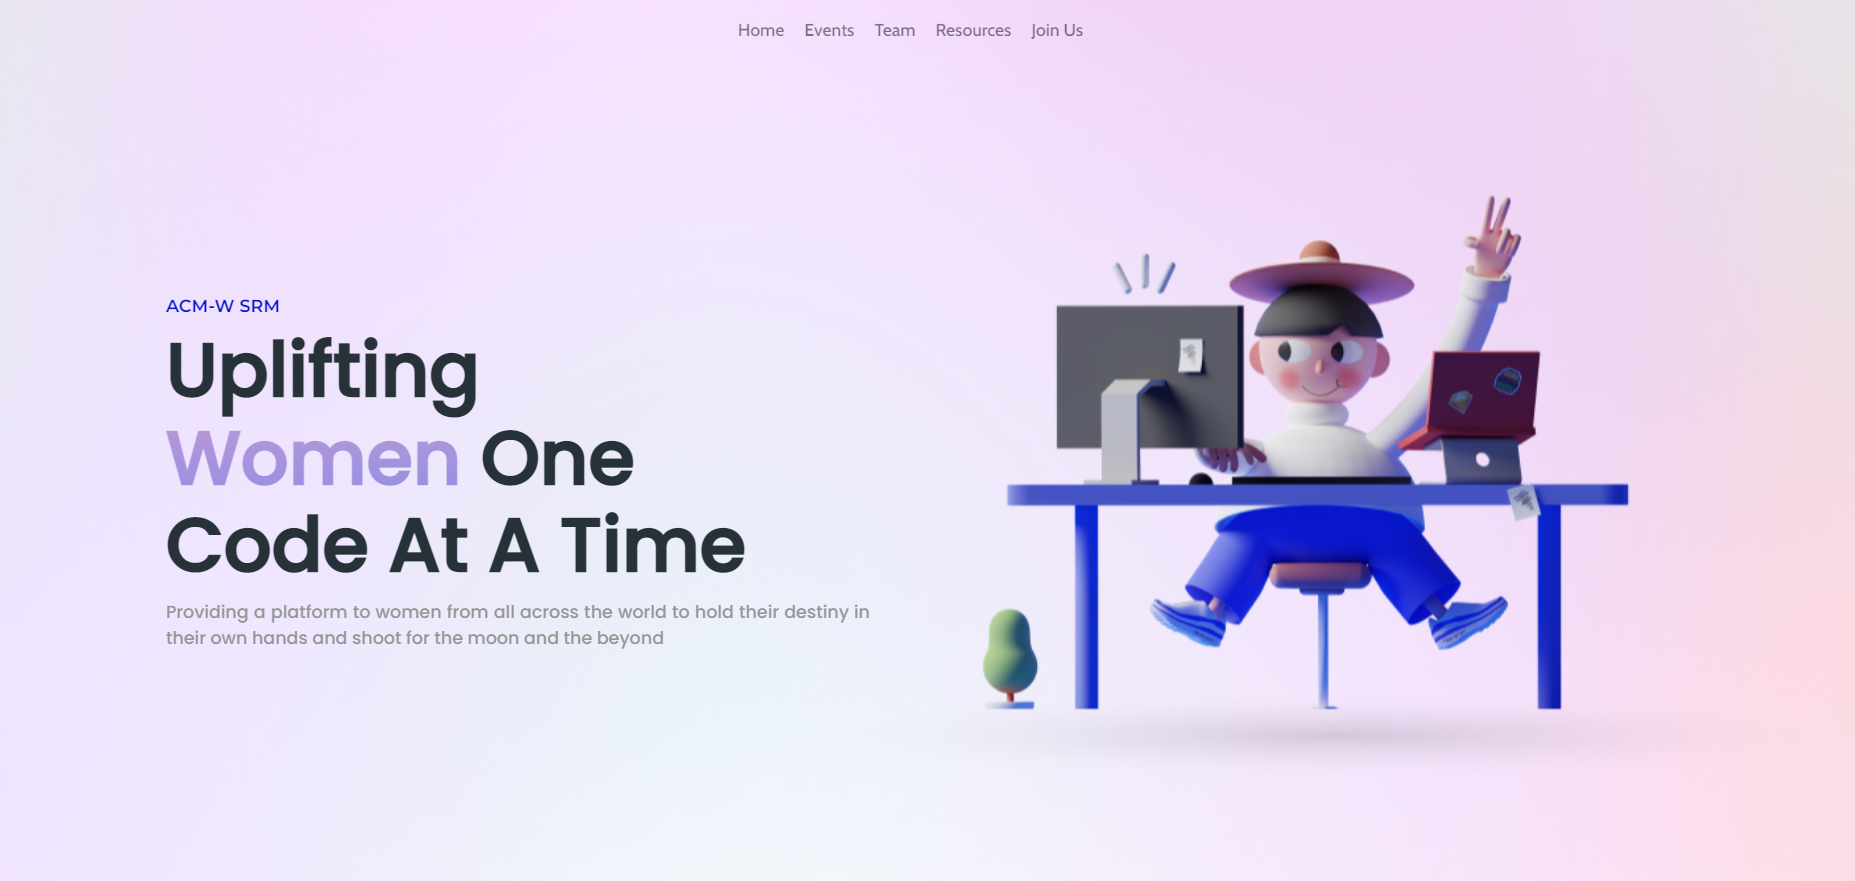 Home Events Team Resources Join Us
ACM-W SRM
Uplifting
Women One
Code At A Time
Providing a platform to women from all across the world to hold their destiny in
their own hands and shoot for the moon and the beyond